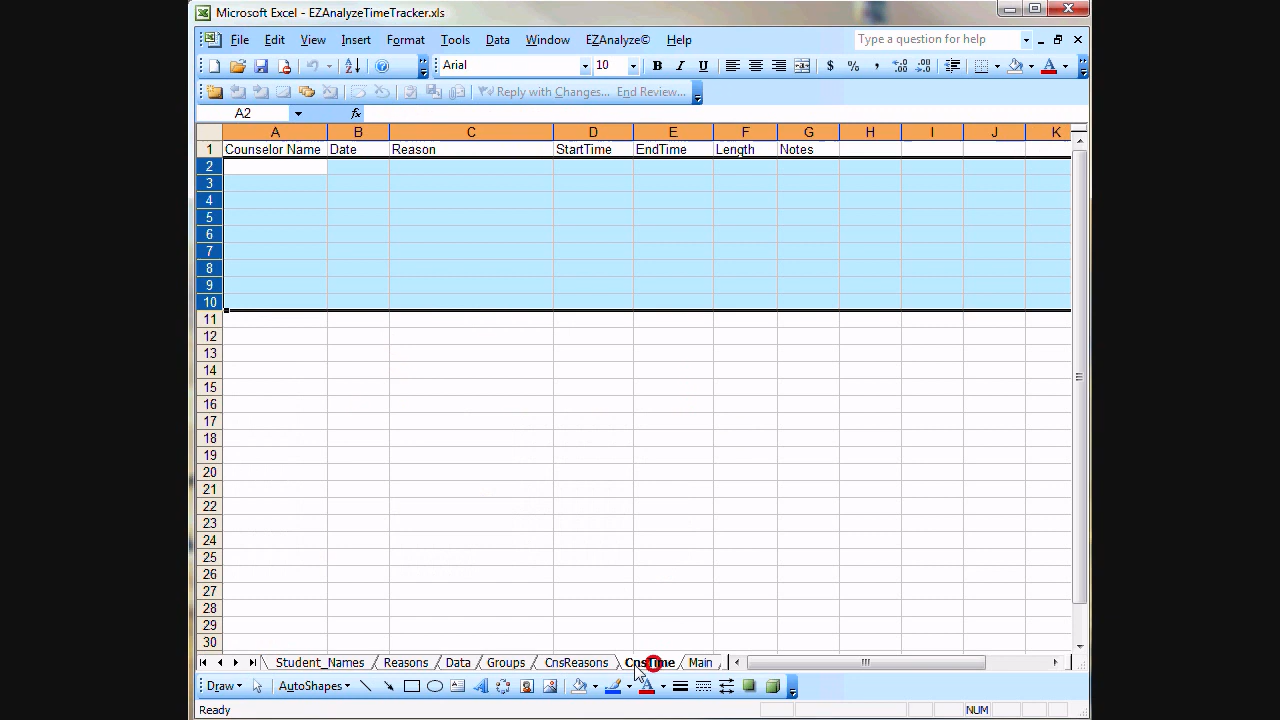 Microsoft Excel - EZAnalyzeTimeTracker.xls
File Edit View Insert Format Tools Data Window EZAnalyze© Help Type a question for help
Arial 10 B I U $ % ,
Reply with Changes... End Review...
A2 fx
A B C D E F G H I J K
1 Counselor Name Date Reason StartTime EndTime Length Notes
2
3
4
5
6
7
8
9
10
11
12
13
14
15
16
17
18
19
20
21
22
23
24
25
26
27
28
29
30
Student_Names Reasons Data Groups CnsReasons CnsTime Main
Draw AutoShapes
Ready NUM